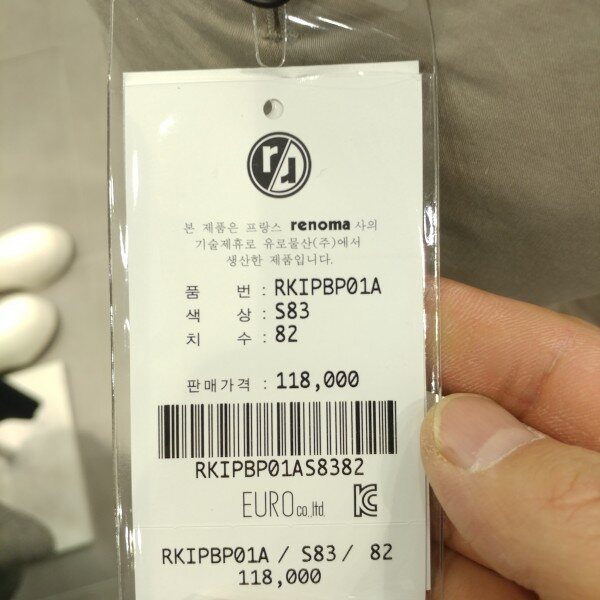 본 제품은 프랑스 renoma 사의
기술제휴로 유로물산(주)에서
생산한 제품입니다.
품 번 : RKIPBP01A
색 상 : S83
치 수 : 82
판매가격 : 118,000
RKIPBP01AS8382
EURO co.,ltd
RKIPBP01A / S83 / 82
118,000